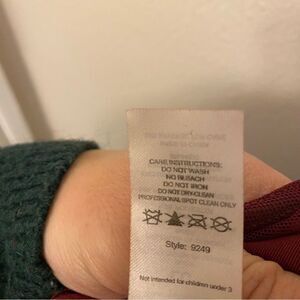 CARE INSTRUCTIONS:
DO NOT WASH
NO BLEACH
DO NOT IRON
DO NOT DRY-CLEAN
PROFESSIONAL SPOT CLEAN ONLY
Style: 9249
Not intended for children under 3